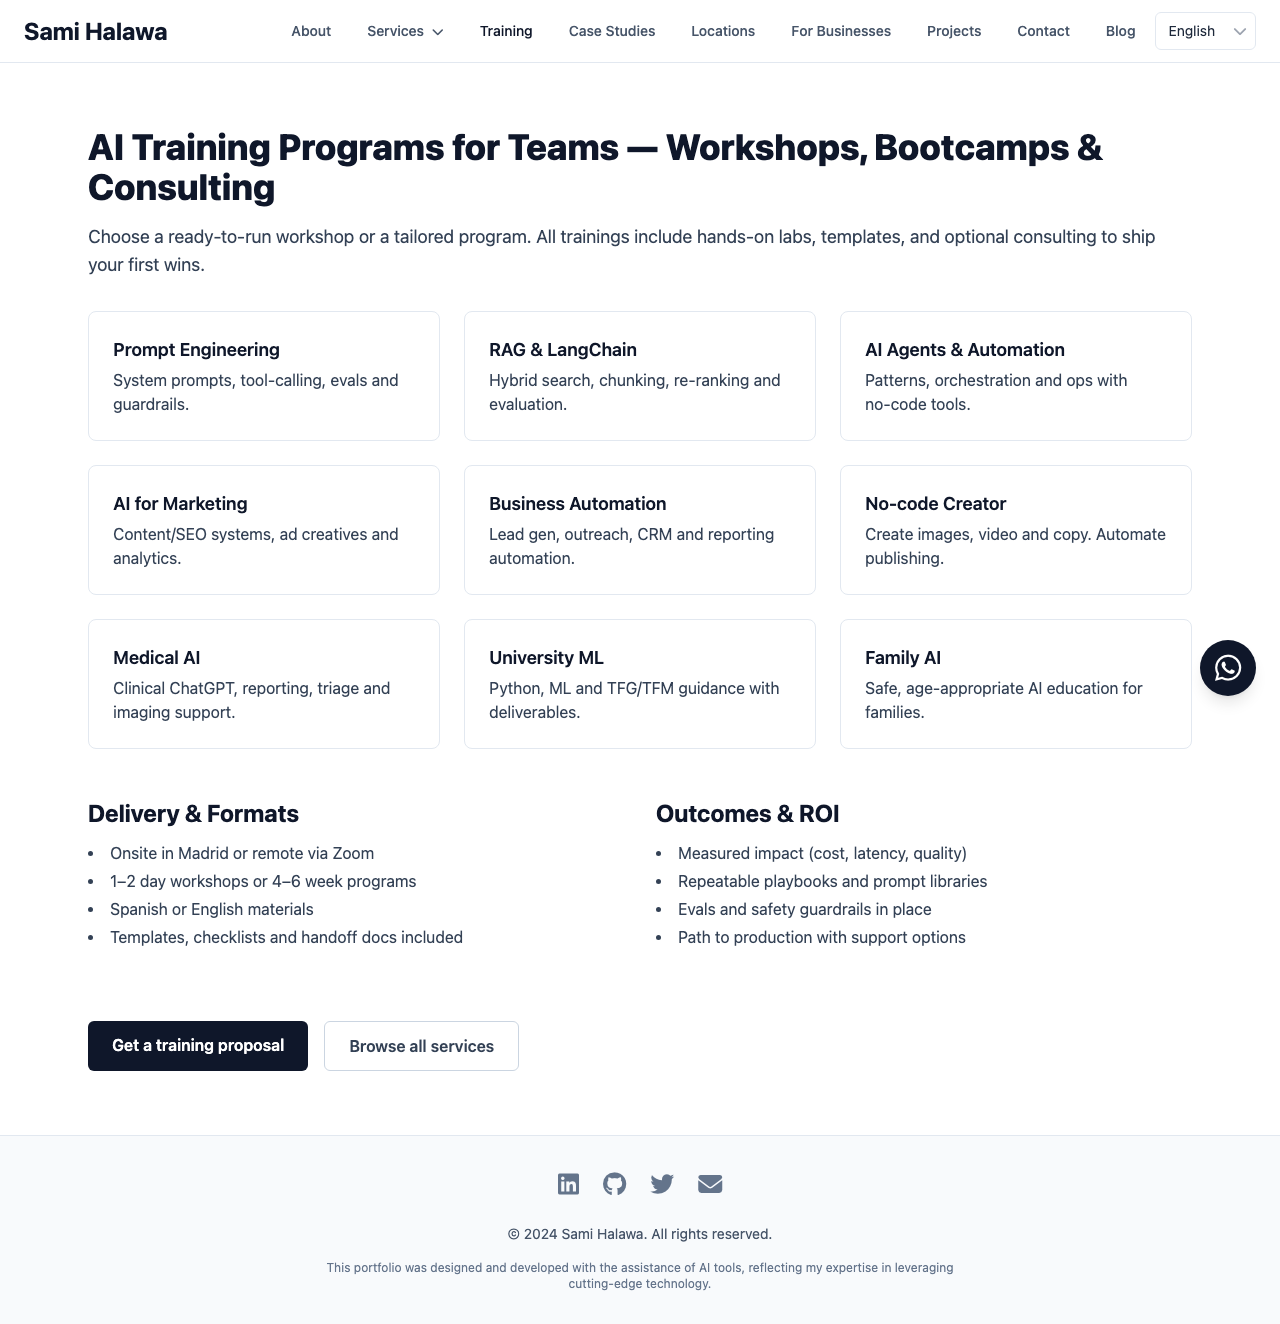 Sami Halawa
About
Services
Training
Case Studies
Locations
For Businesses
Projects
Contact
Blog
English
AI Training Programs for Teams — Workshops, Bootcamps &
Consulting
Choose a ready-to-run workshop or a tailored program. All trainings include hands-on labs, templates, and optional consulting to ship
your first wins.
Prompt Engineering
System prompts, tool-calling, evals and
guardrails.
RAG & LangChain
Hybrid search, chunking, re-ranking and
evaluation.
AI Agents & Automation
Patterns, orchestration and ops with
no-code tools.
AI for Marketing
Content/SEO systems, ad creatives and
analytics.
Business Automation
Lead gen, outreach, CRM and reporting
automation.
No-code Creator
Create images, video and copy. Automate
publishing.
Medical AI
Clinical ChatGPT, reporting, triage and
imaging support.
University ML
Python, ML and TFG/TFM guidance with
deliverables.
Family AI
Safe, age-appropriate AI education for
families.
Delivery & Formats
• Onsite in Madrid or remote via Zoom
• 1–2 day workshops or 4–6 week programs
• Spanish or English materials
• Templates, checklists and handoff docs included
Outcomes & ROI
• Measured impact (cost, latency, quality)
• Repeatable playbooks and prompt libraries
• Evals and safety guardrails in place
• Path to production with support options
Get a training proposal
Browse all services
© 2024 Sami Halawa. All rights reserved.
This portfolio was designed and developed with the assistance of AI tools, reflecting my expertise in leveraging
cutting-edge technology.